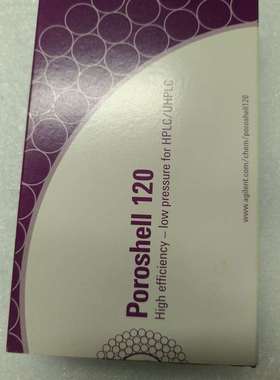 Poroshell 120
High efficiency – low pressure for HPLC/UHPLC
www.agilent.com/chem/poroshell120